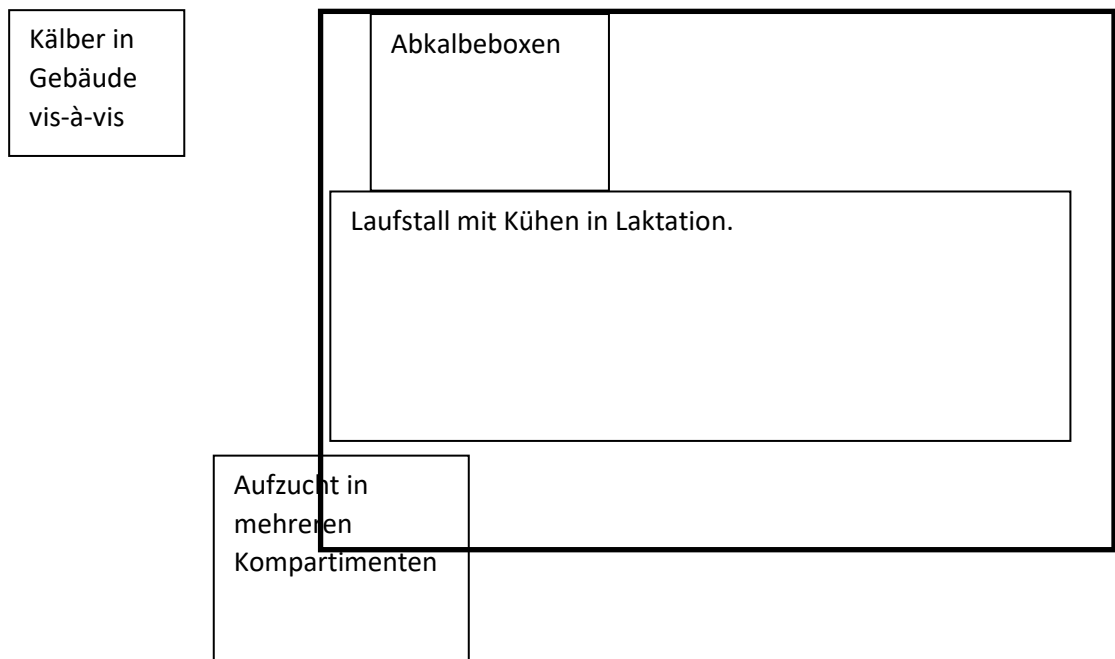 Kälber in
Gebäude
vis-à-vis
Abkalbeboxen
Laufstall mit Kühen in Laktation.
Aufzucht in
mehreren
Kompartimenten